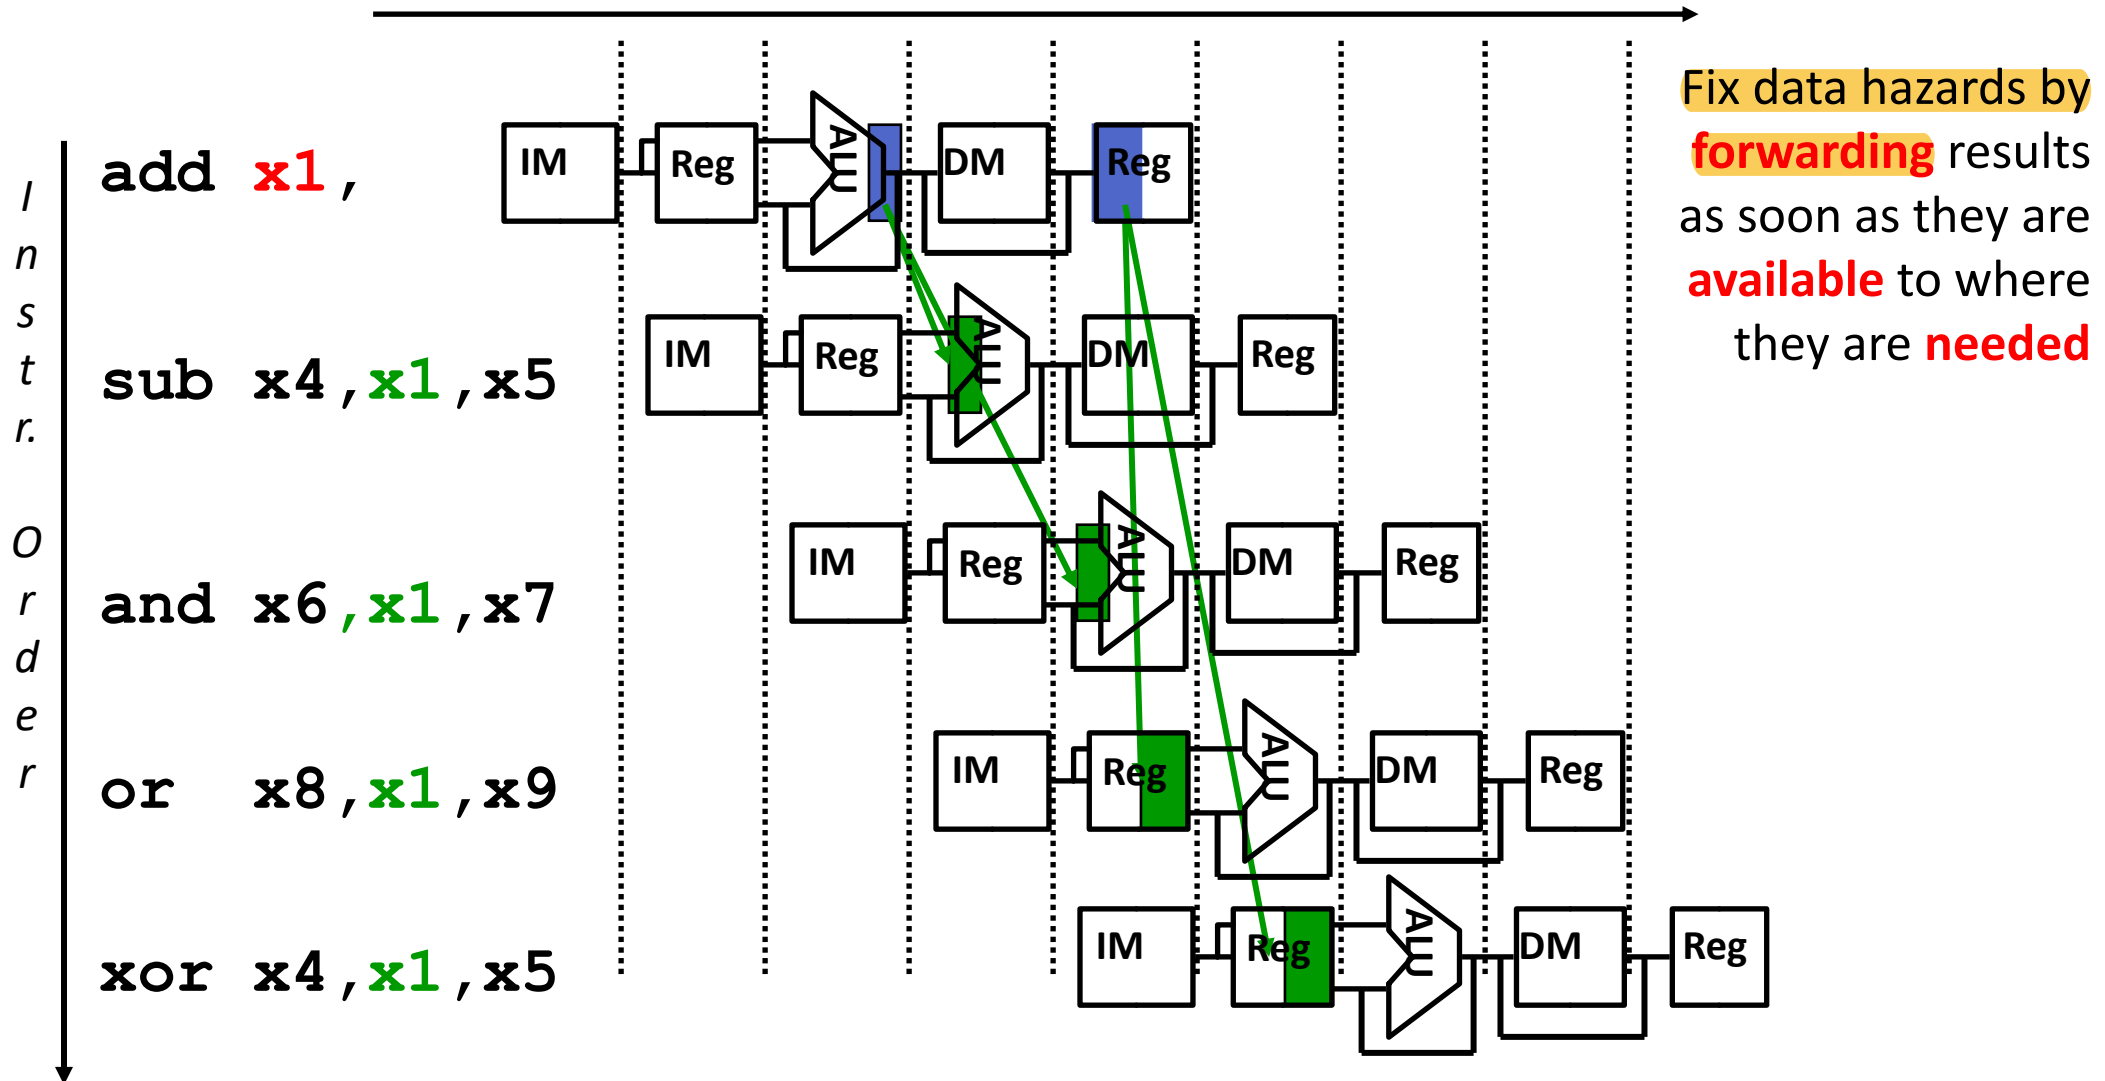 Fix data hazards by
forwarding results
as soon as they are
available to where
they are needed
Instr. Order
add x1,
IM Reg ALU DM Reg
sub x4,x1,x5
IM Reg ALU DM Reg
and x6,x1,x7
IM Reg ALU DM Reg
or x8,x1,x9
IM Reg ALU DM Reg
xor x4,x1,x5
IM Reg ALU DM Reg